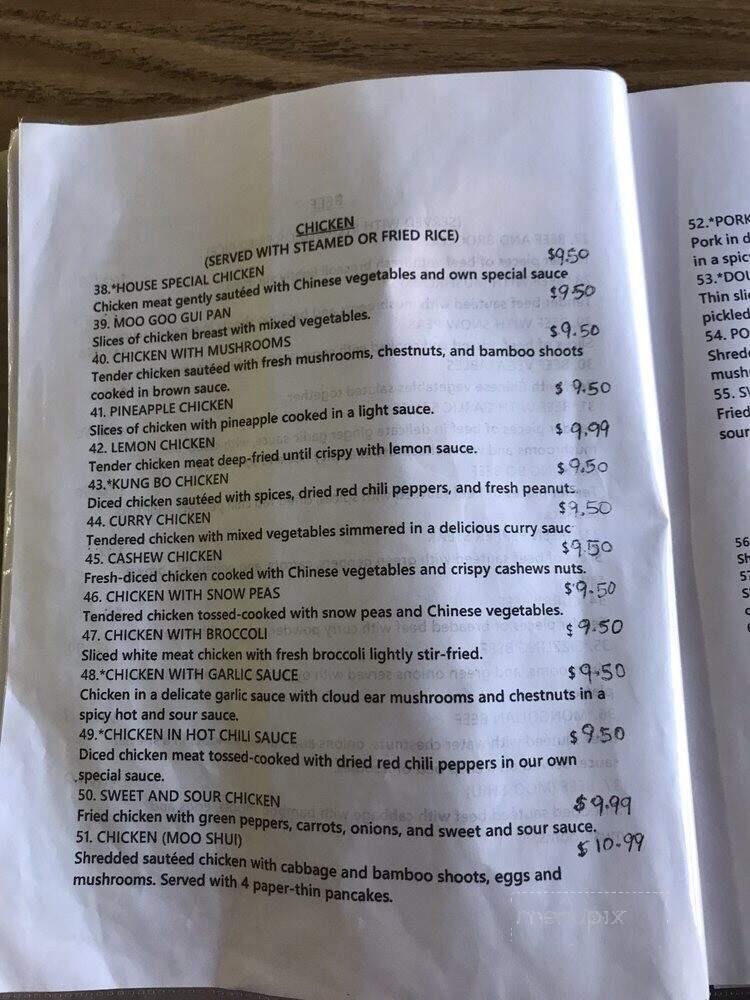 CHICKEN
(SERVED WITH STEAMED OR FRIED RICE)
38.*HOUSE SPECIAL CHICKEN $9.50
Chicken meat gently sautéed with Chinese vegetables and own special sauce
39. MOO GOO GUI PAN $9.50
Slices of chicken breast with mixed vegetables.
40. CHICKEN WITH MUSHROOMS $9.50
Tender chicken sautéed with fresh mushrooms, chestnuts, and bamboo shoots
cooked in brown sauce.
41. PINEAPPLE CHICKEN $9.50
Slices of chicken with pineapple cooked in a light sauce.
42. LEMON CHICKEN $9.99
Tender chicken meat deep-fried until crispy with lemon sauce.
43.*KUNG BO CHICKEN $9.50
Diced chicken sautéed with spices, dried red chili peppers, and fresh peanuts.
44. CURRY CHICKEN $9.50
Tendered chicken with mixed vegetables simmered in a delicious curry sauc
45. CASHEW CHICKEN $9.50
Fresh-diced chicken cooked with Chinese vegetables and crispy cashews nuts.
46. CHICKEN WITH SNOW PEAS $9.50
Tendered chicken tossed-cooked with snow peas and Chinese vegetables.
47. CHICKEN WITH BROCCOLI $9.50
Sliced white meat chicken with fresh broccoli lightly stir-fried.
48.*CHICKEN WITH GARLIC SAUCE $9.50
Chicken in a delicate garlic sauce with cloud ear mushrooms and chestnuts in a
spicy hot and sour sauce.
49.*CHICKEN IN HOT CHILI SAUCE $9.50
Diced chicken meat tossed-cooked with dried red chili peppers in our own
special sauce.
50. SWEET AND SOUR CHICKEN $9.99
Fried chicken with green peppers, carrots, onions, and sweet and sour sauce.
51. CHICKEN (MOO SHUI) $10.99
Shredded sautéed chicken with cabbage and bamboo shoots, eggs and
mushrooms. Served with 4 paper-thin pancakes.
52.*PORK
Pork in d
in a spic
53.*DOU
Thin sli
pickled
54. PO
Shred
mush
55. S
Fried
sour
56
Sh
57